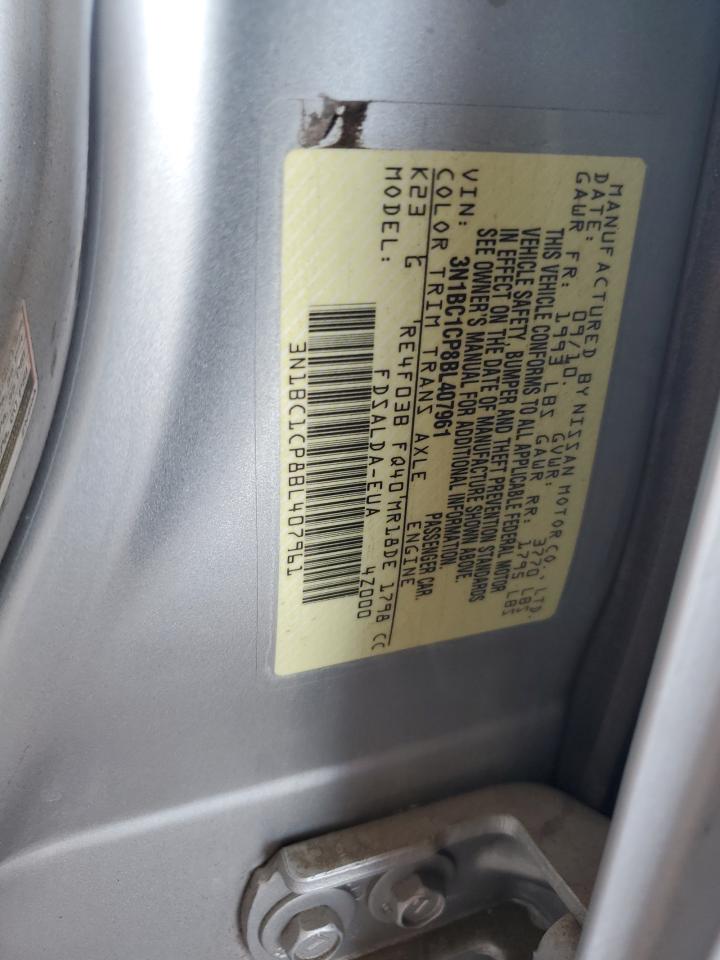 MANUFACTURED BY NISSAN MOTOR CO., LTD.
DATE: 09/10. GVWR: 3770 LBS
GAWR FR: 1993 LBS GAWR RR: 1795 LBS
THIS VEHICLE CONFORMS TO ALL APPLICABLE FEDERAL MOTOR
VEHICLE SAFETY, BUMPER AND THEFT PREVENTION STANDARDS
IN EFFECT ON THE DATE OF MANUFACTURE SHOWN ABOVE.
SEE OWNER'S MANUAL FOR ADDITIONAL INFORMATION.
VIN: 3N1BC1CP8BL407961 PASSENGER CAR.
COLOR TRIM TRANS AXLE ENGINE
K23 G RE4F03B FQ40 MR18DE 1798 CC
MODEL: FDSALDA-EUA 4Z000
3N1BC1CP8BL407961